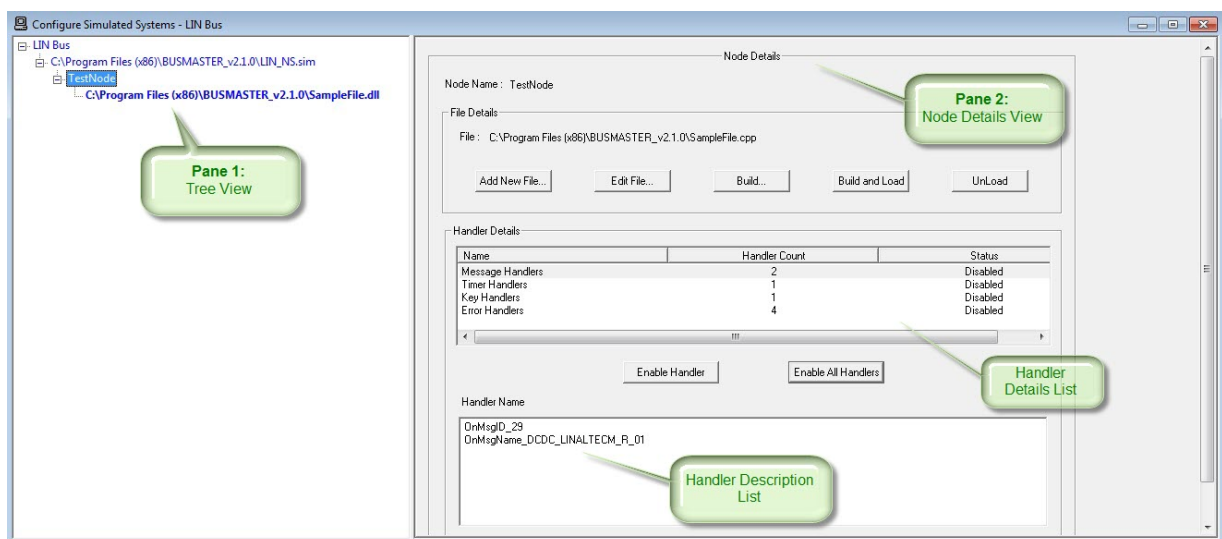 Configure Simulated Systems - LIN Bus
LIN Bus
C:\Program Files (x86)\BUSMASTER_v2.1.0\LIN_NS.sim
TestNode
C:\Program Files (x86)\BUSMASTER_v2.1.0\SampleFile.dll
Pane 1:
Tree View
Node Details
Node Name : TestNode
Pane 2:
Node Details View
File Details
File : C:\Program Files (x86)\BUSMASTER_v2.1.0\SampleFile.cpp
Add New File... Edit File... Build... Build and Load UnLoad
Handler Details
Name Handler Count Status
Message Handlers 2 Disabled
Timer Handlers 1 Disabled
Key Handlers 1 Disabled
Error Handlers 4 Disabled
Enable Handler Enable All Handlers
Handler
Details List
Handler Name
OnMsgID_29
OnMsgName_DCDC_LINALTECM_R_01
Handler Description
List